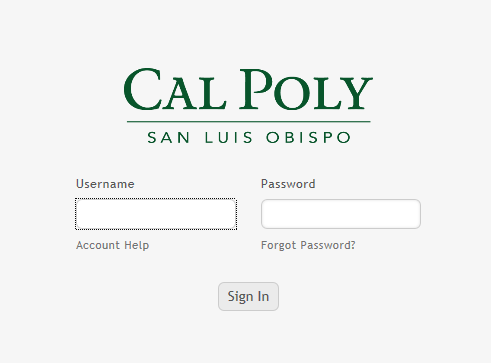 CAL POLY
SAN LUIS OBISPO
Username
Password
Account Help
Forgot Password?
Sign In